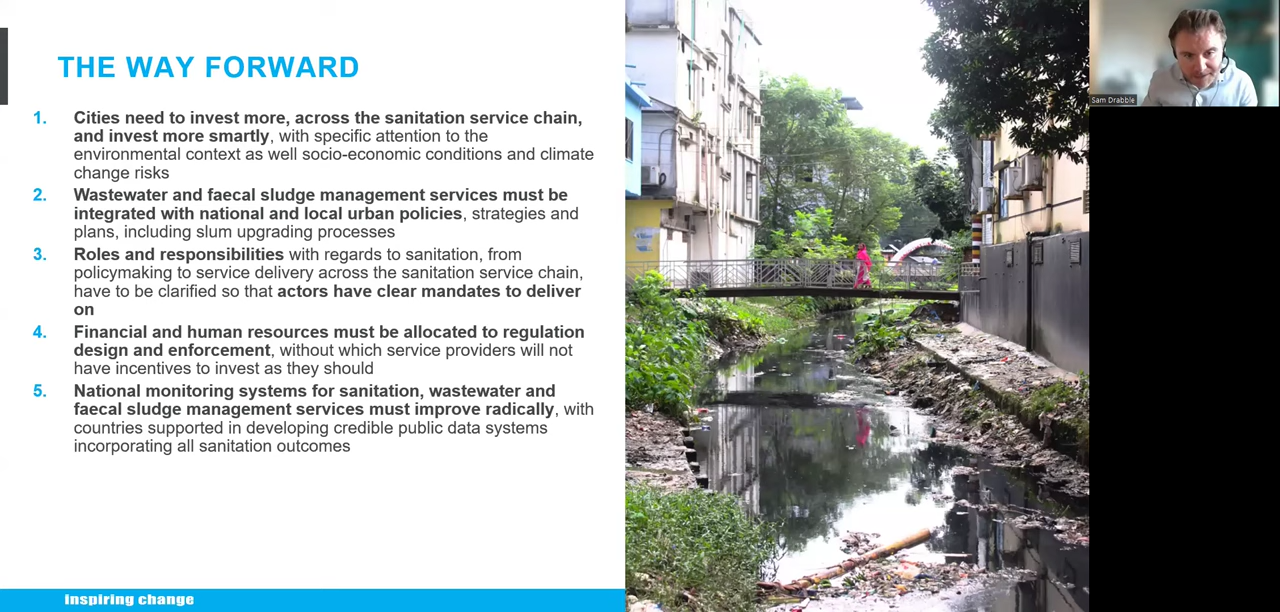 THE WAY FORWARD
1. Cities need to invest more, across the sanitation service chain,
and invest more smartly, with specific attention to the
environmental context as well socio-economic conditions and climate
change risks
2. Wastewater and faecal sludge management services must be
integrated with national and local urban policies, strategies and
plans, including slum upgrading processes
3. Roles and responsibilities with regards to sanitation, from
policymaking to service delivery across the sanitation service chain,
have to be clarified so that actors have clear mandates to deliver
on
4. Financial and human resources must be allocated to regulation
design and enforcement, without which service providers will not
have incentives to invest as they should
5. National monitoring systems for sanitation, wastewater and
faecal sludge management services must improve radically, with
countries supported in developing credible public data systems
incorporating all sanitation outcomes
inspiring change
Sam Drabble